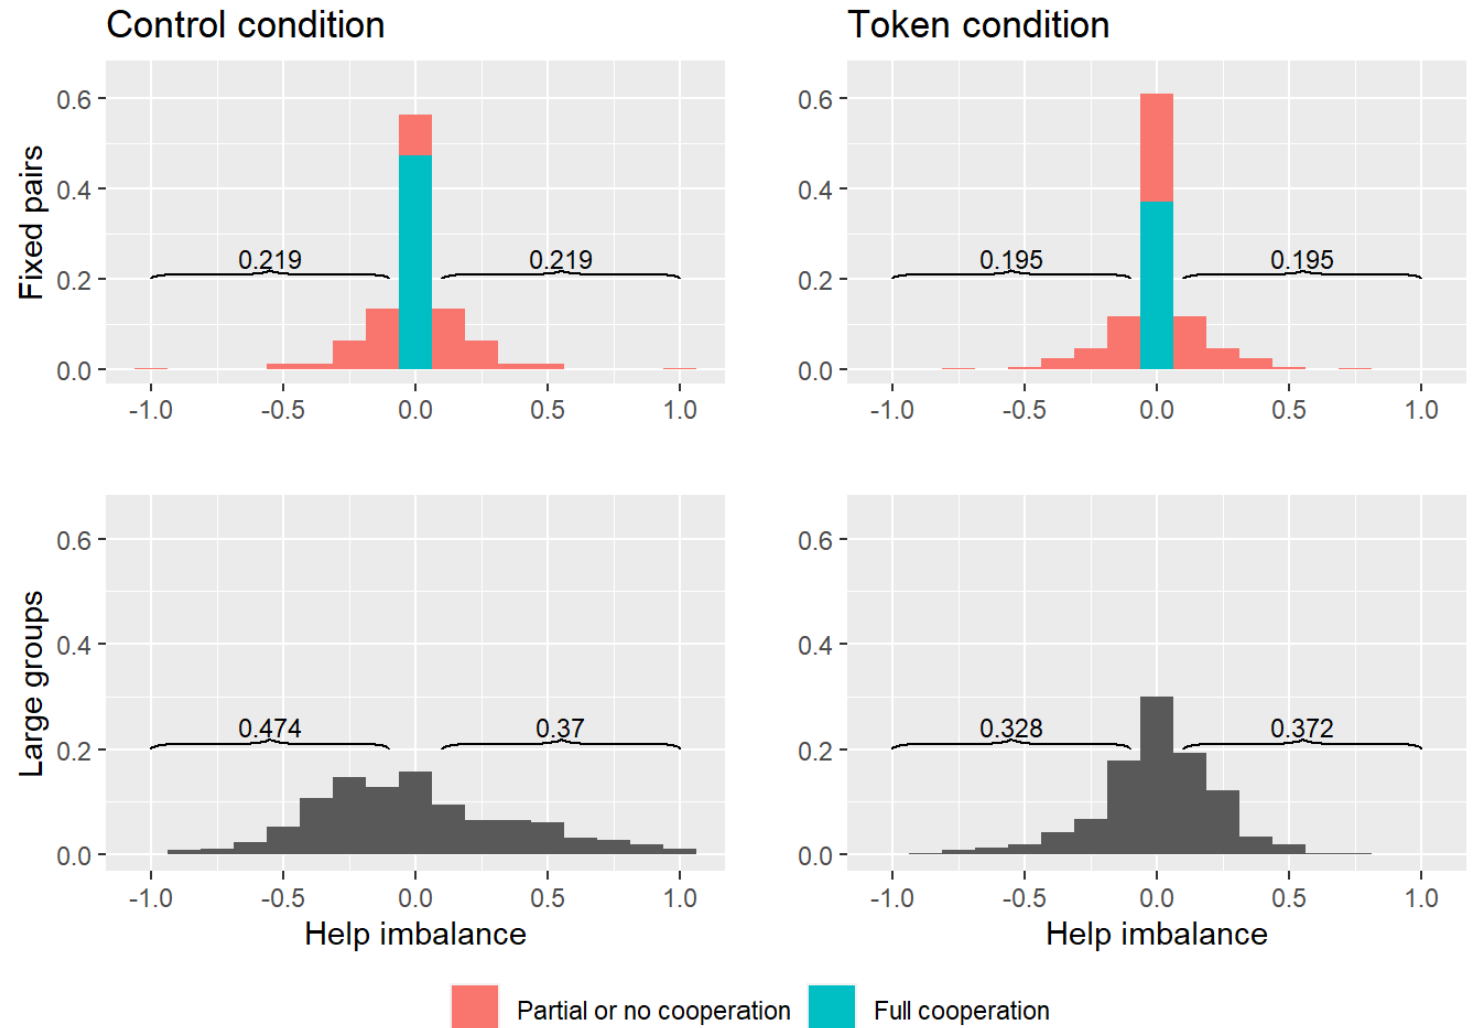 Control condition
Token condition
Fixed pairs
0.6
0.4
0.2
0.0
0.219
0.219
-1.0 -0.5 0.0 0.5 1.0
0.6
0.4
0.2
0.0
0.195
0.195
-1.0 -0.5 0.0 0.5 1.0
Large groups
0.6
0.4
0.2
0.0
0.474
0.37
-1.0 -0.5 0.0 0.5 1.0
Help imbalance
0.6
0.4
0.2
0.0
0.328
0.372
-1.0 -0.5 0.0 0.5 1.0
Help imbalance
Partial or no cooperation
Full cooperation